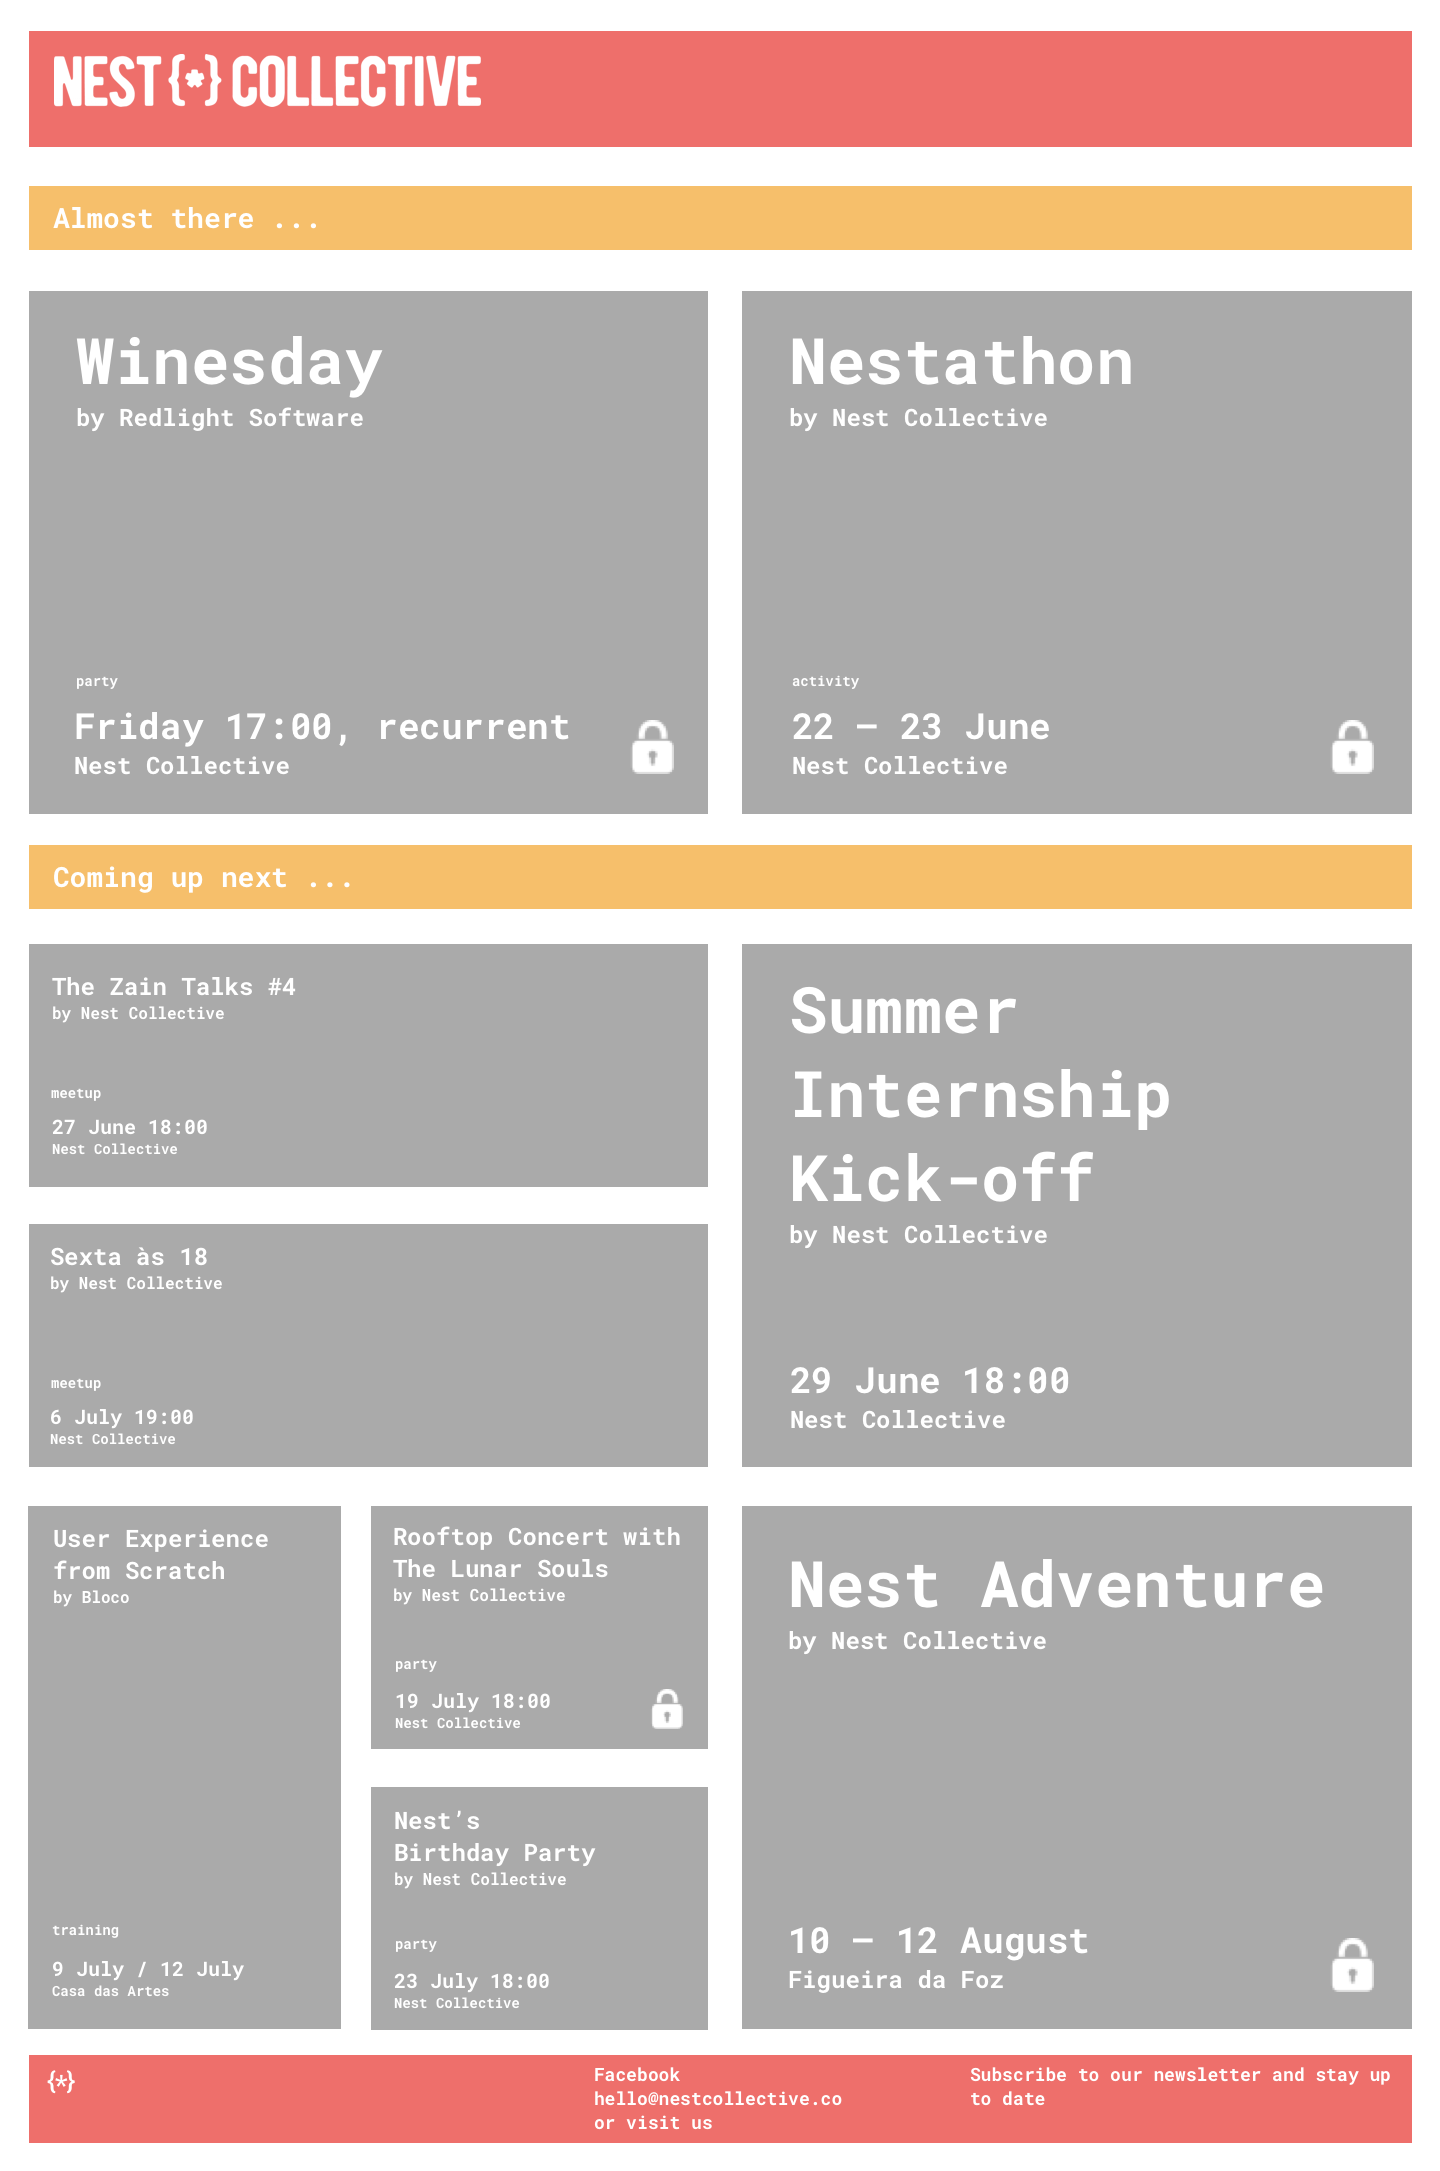 NEST {*} COLLECTIVE
Almost there ...
Winesday
by Redlight Software
party
Friday 17:00, recurrent
Nest Collective
Nestathon
by Nest Collective
activity
22 – 23 June
Nest Collective
Coming up next ...
The Zain Talks #4
by Nest Collective
meetup
27 June 18:00
Nest Collective
Sexta às 18
by Nest Collective
meetup
6 July 19:00
Nest Collective
Summer
Internship
Kick-off
by Nest Collective
29 June 18:00
Nest Collective
User Experience
from Scratch
by Bloco
training
9 July / 12 July
Casa das Artes
Rooftop Concert with
The Lunar Souls
by Nest Collective
party
19 July 18:00
Nest Collective
Nest’s
Birthday Party
by Nest Collective
party
23 July 18:00
Nest Collective
Nest Adventure
by Nest Collective
10 – 12 August
Figueira da Foz
{*}
Facebook
hello@nestcollective.co
or visit us
Subscribe to our newsletter and stay up
to date